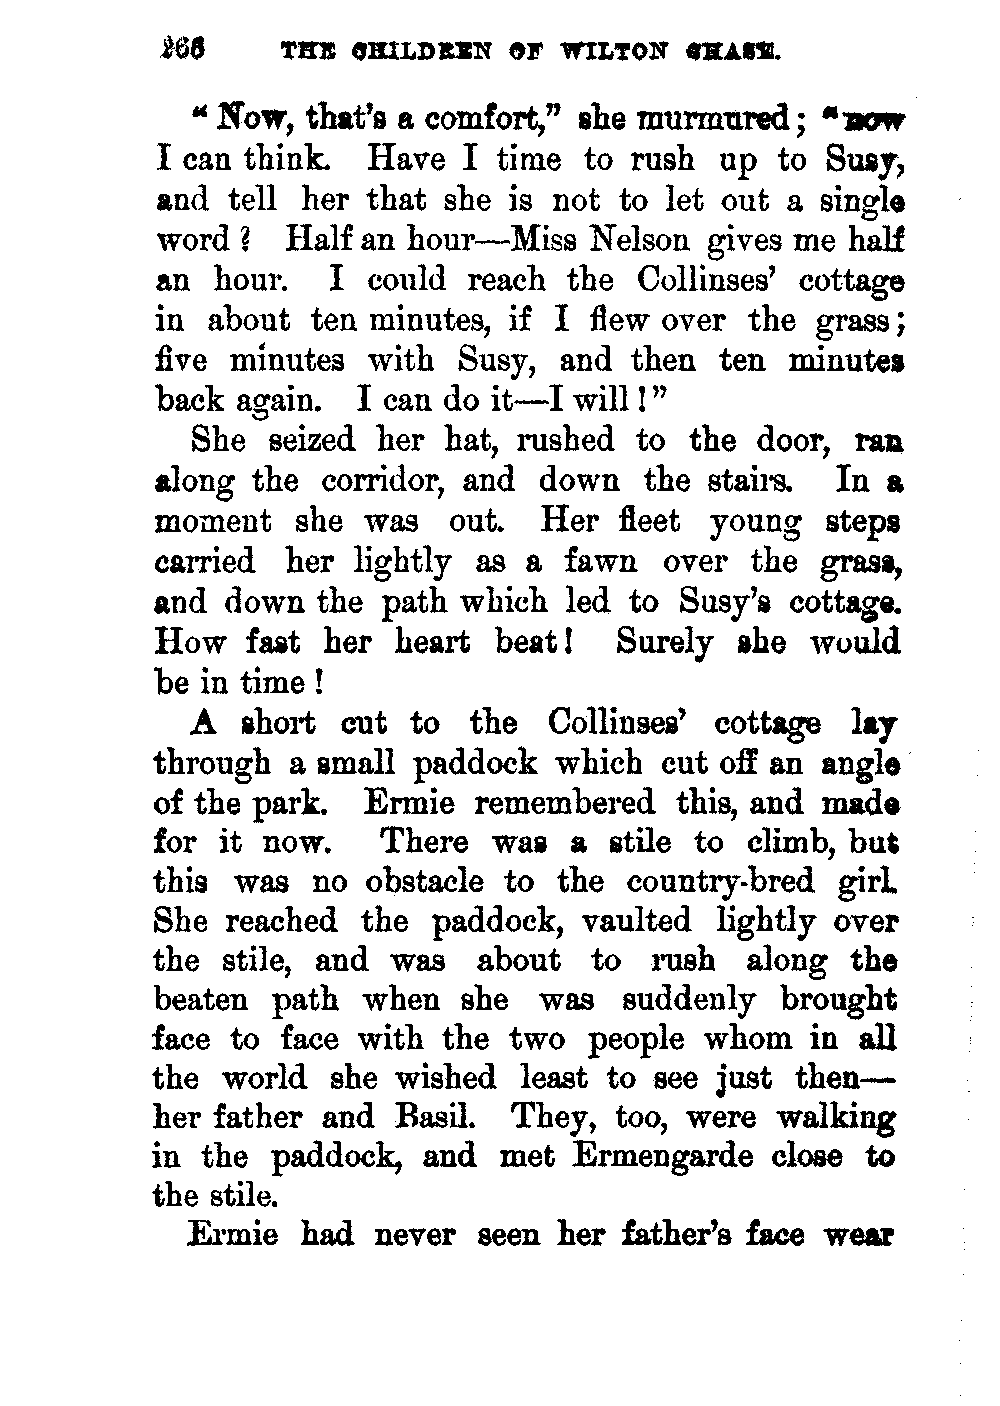 266 THE CHILDREN OF WILTON CHASE.
"Now, that's a comfort," she murmured; "now
I can think. Have I time to rush up to Susy,
and tell her that she is not to let out a single
word? Half an hour—Miss Nelson gives me half
an hour. I could reach the Collinses' cottage
in about ten minutes, if I flew over the grass;
five minutes with Susy, and then ten minutes
back again. I can do it—I will!"
She seized her hat, rushed to the door, ran
along the corridor, and down the stairs. In a
moment she was out. Her fleet young steps
carried her lightly as a fawn over the grass,
and down the path which led to Susy's cottage.
How fast her heart beat! Surely she would
be in time!
A short cut to the Collinses' cottage lay
through a small paddock which cut off an angle
of the park. Ermie remembered this, and made
for it now. There was a stile to climb, but
this was no obstacle to the country-bred girl.
She reached the paddock, vaulted lightly over
the stile, and was about to rush along the
beaten path when she was suddenly brought
face to face with the two people whom in all
the world she wished least to see just then—
her father and Basil. They, too, were walking
in the paddock, and met Ermengarde close to
the stile.
Ermie had never seen her father's face wear